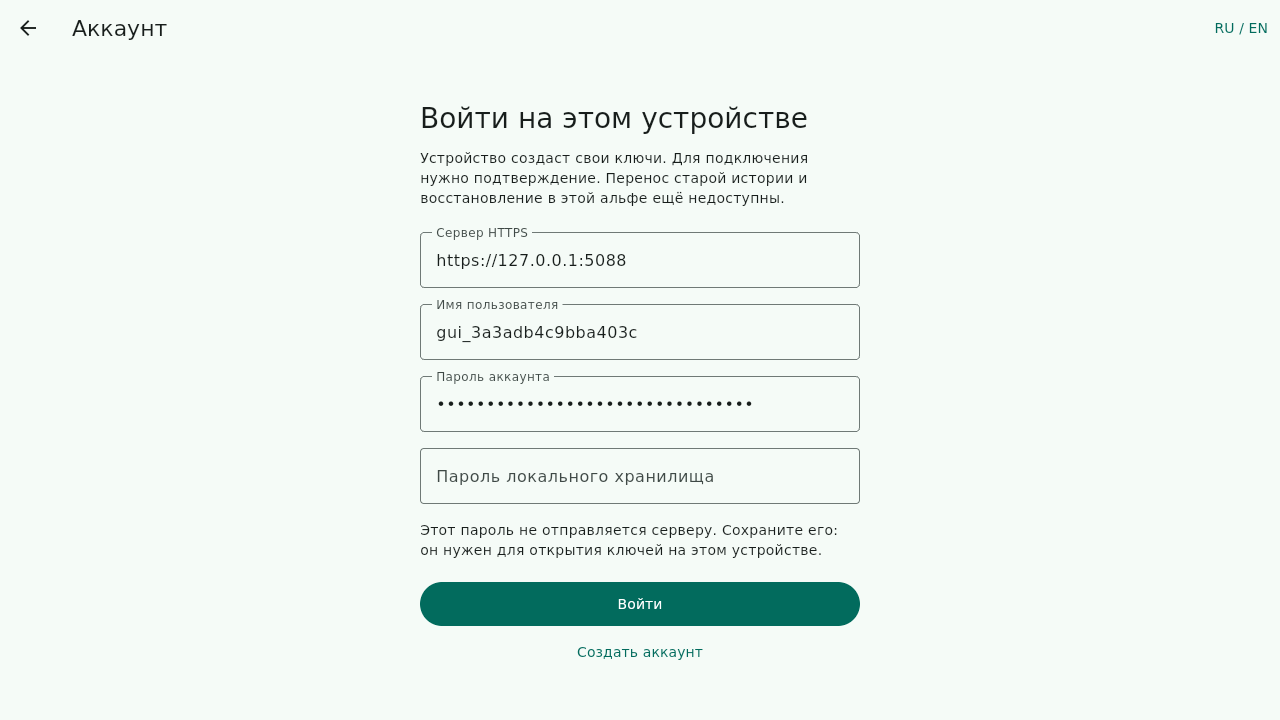 Аккаунт
RU / EN
Войти на этом устройстве
Устройство создаст свои ключи. Для подключения
нужно подтверждение. Перенос старой истории и
восстановление в этой альфе ещё недоступны.
Сервер HTTPS
https://127.0.0.1:5088
Имя пользователя
gui_3a3adb4c9bba403c
Пароль аккаунта
••••••••••••••••••••••••••••••••
Пароль локального хранилища
Этот пароль не отправляется серверу. Сохраните его:
он нужен для открытия ключей на этом устройстве.
Войти
Создать аккаунт